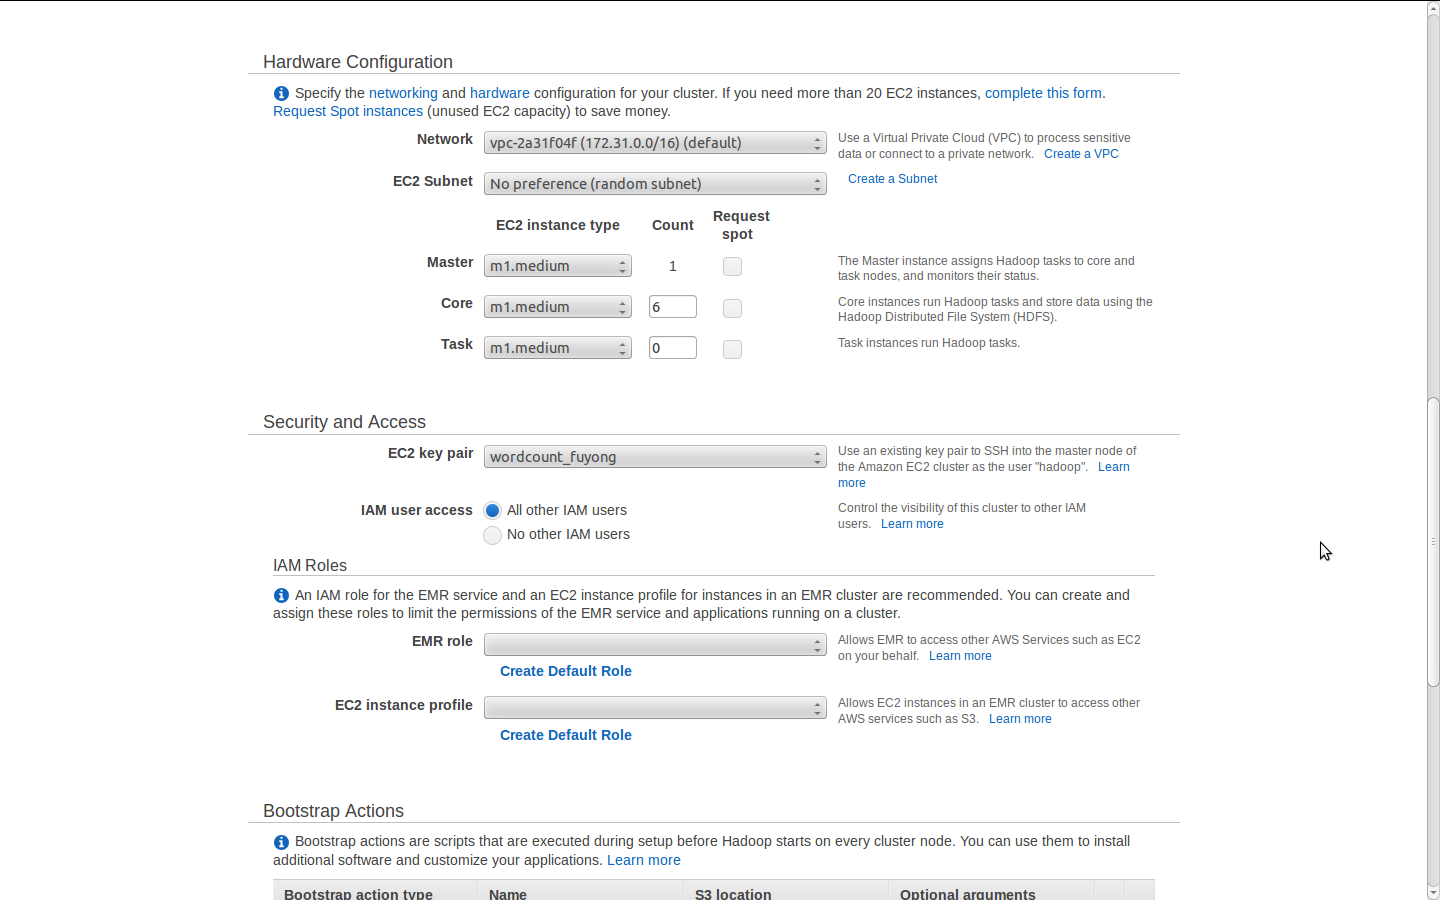 Hardware Configuration
Specify the networking and hardware configuration for your cluster. If you need more than 20 EC2 instances, complete this form.
Request Spot instances (unused EC2 capacity) to save money.
Network vpc-2a31f04f (172.31.0.0/16) (default) Use a Virtual Private Cloud (VPC) to process sensitive
data or connect to a private network. Create a VPC
EC2 Subnet No preference (random subnet) Create a Subnet
EC2 instance type Count Request
spot
Master m1.medium 1 The Master instance assigns Hadoop tasks to core and
task nodes, and monitors their status.
Core m1.medium 6 Core instances run Hadoop tasks and store data using the
Hadoop Distributed File System (HDFS).
Task m1.medium 0 Task instances run Hadoop tasks.
Security and Access
EC2 key pair wordcount_fuyong Use an existing key pair to SSH into the master node of
the Amazon EC2 cluster as the user "hadoop". Learn
more
IAM user access All other IAM users Control the visibility of this cluster to other IAM
users. Learn more
No other IAM users
IAM Roles
An IAM role for the EMR service and an EC2 instance profile for instances in an EMR cluster are recommended. You can create and
assign these roles to limit the permissions of the EMR service and applications running on a cluster.
EMR role Allows EMR to access other AWS Services such as EC2
on your behalf. Learn more
Create Default Role
EC2 instance profile Allows EC2 instances in an EMR cluster to access other
AWS services such as S3. Learn more
Create Default Role
Bootstrap Actions
Bootstrap actions are scripts that are executed during setup before Hadoop starts on every cluster node. You can use them to install
additional software and customize your applications. Learn more
Bootstrap action type Name S3 location Optional arguments